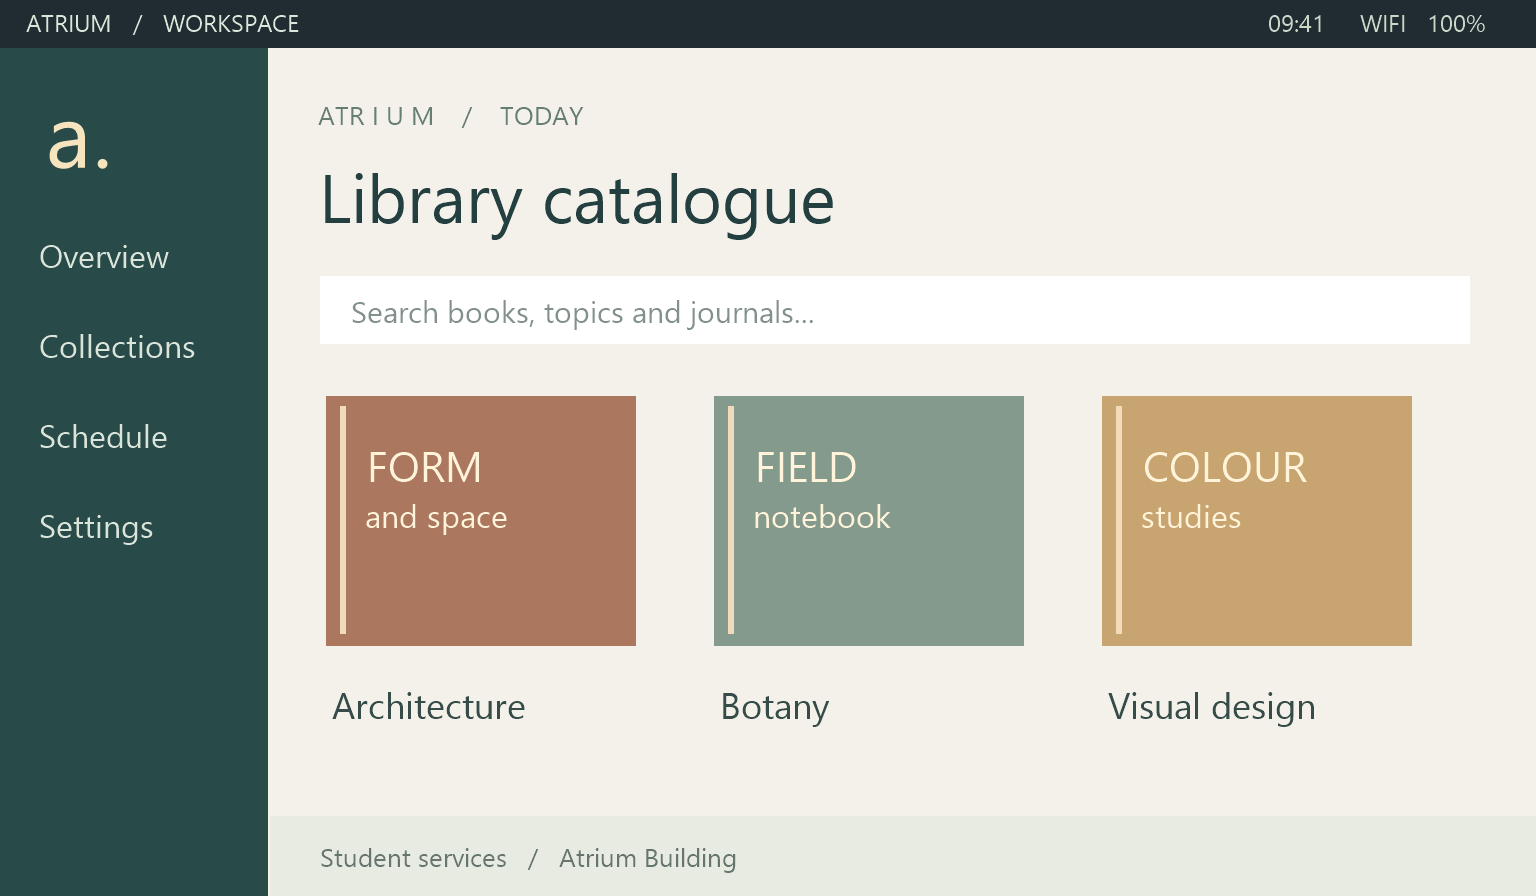 ATRIUM / WORKSPACE 09:41 WIFI 100%
a.
Overview
Collections
Schedule
Settings
ATRIUM / TODAY
Library catalogue
Search books, topics and journals...
FORM
and space
Architecture
FIELD
notebook
Botany
COLOUR
studies
Visual design
Student services / Atrium Building